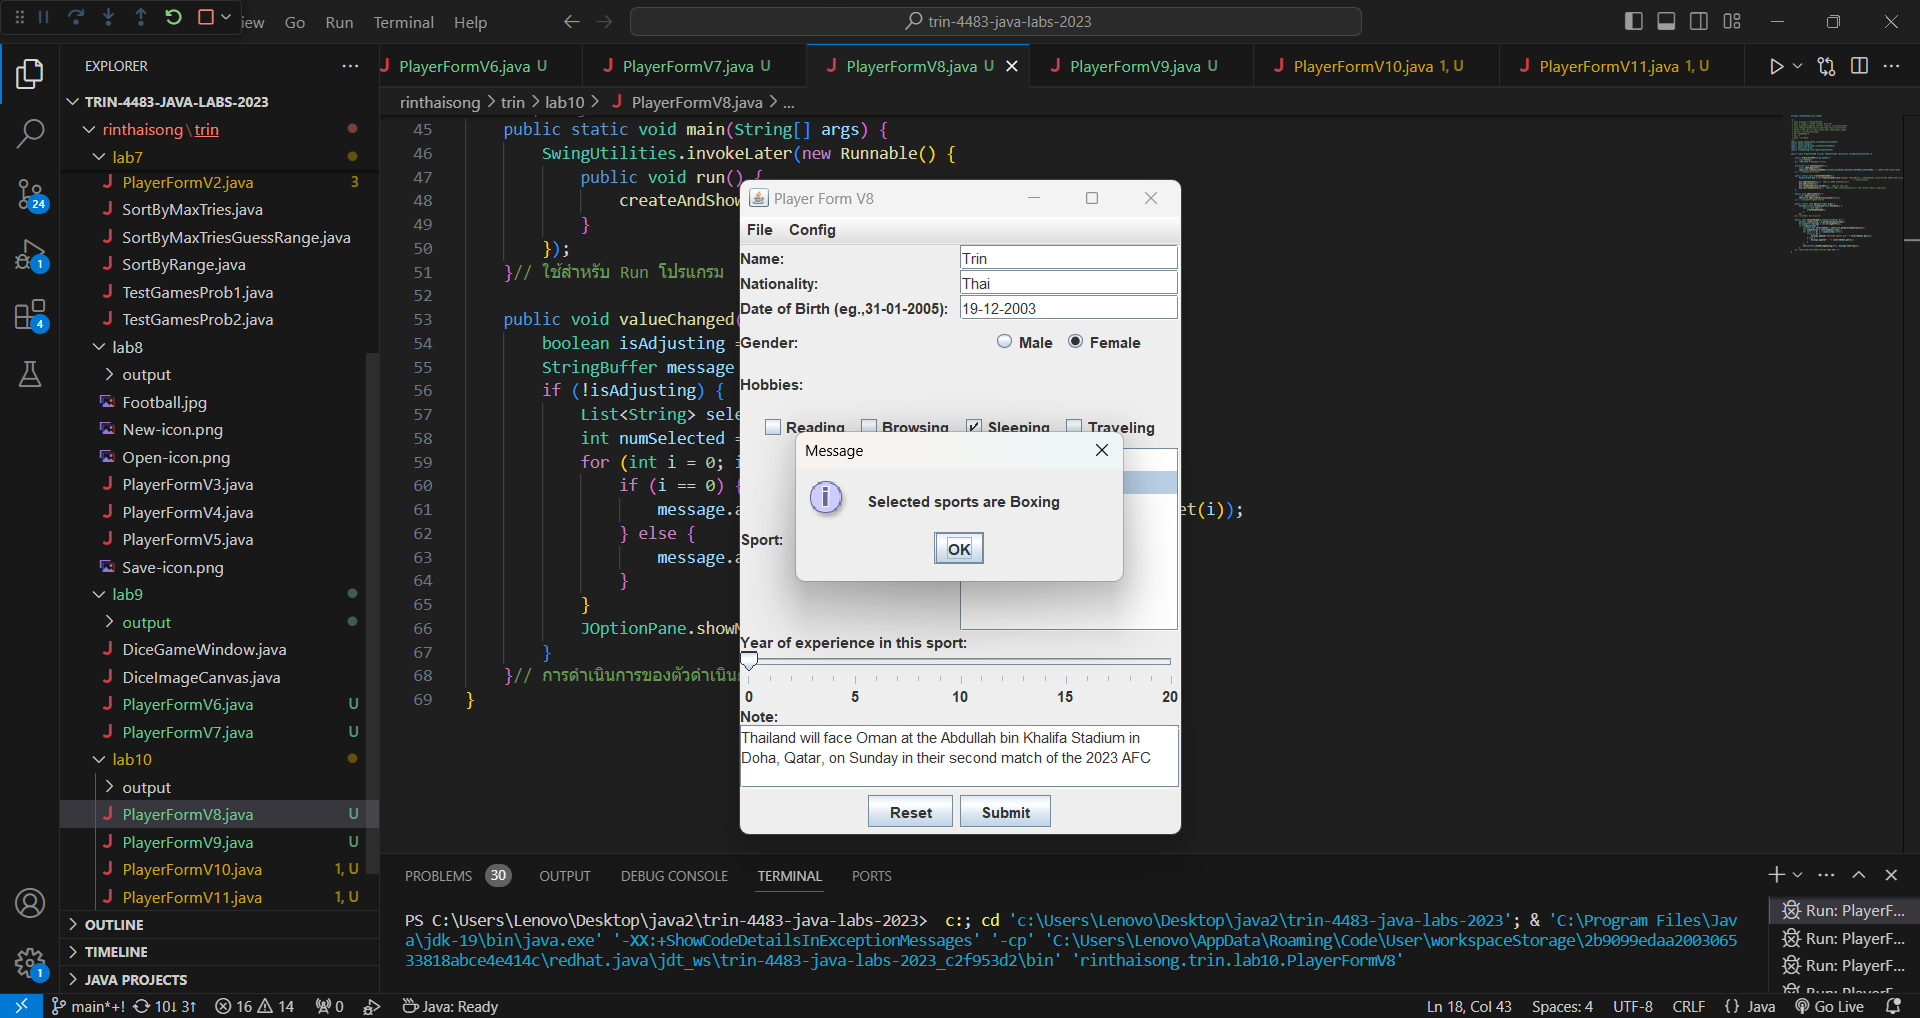 iew Go Run Terminal Help
trin-4483-java-labs-2023
EXPLORER
TRIN-4483-JAVA-LABS-2023
rinthaisong\trin
lab7
PlayerFormV2.java 3
SortByMaxTries.java
SortByMaxTriesGuessRange.java
SortByRange.java
TestGamesProb1.java
TestGamesProb2.java
lab8
output
Football.jpg
New-icon.png
Open-icon.png
PlayerFormV3.java
PlayerFormV4.java
PlayerFormV5.java
Save-icon.png
lab9
output
DiceGameWindow.java
DiceImageCanvas.java
PlayerFormV6.java U
PlayerFormV7.java U
lab10
output
PlayerFormV8.java U
PlayerFormV9.java U
PlayerFormV10.java 1, U
PlayerFormV11.java 1, U
OUTLINE
TIMELINE
JAVA PROJECTS
24
1
4
1
PlayerFormV6.java U
PlayerFormV7.java U
PlayerFormV8.java U
PlayerFormV9.java U
PlayerFormV10.java 1, U
PlayerFormV11.java 1, U
rinthaisong > trin > lab10 > PlayerFormV8.java > ...
45 public static void main(String[] args) {
46 SwingUtilities.invokeLater(new Runnable() {
47 public void run() {
48 createAndShow
49 }
50 });
51 }// ใช้สำหรับ Run โปรแกรม
52
53 public void valueChanged(
54 boolean isAdjusting =
55 StringBuffer message
56 if (!isAdjusting) {
57 List<String> sele
58 int numSelected =
59 for (int i = 0; i
60 if (i == 0) {
61 message.a et(i));
62 } else {
63 message.a
64 }
65 }
66 JOptionPane.showM
67 }
68 }// การดำเนินการของตัวดำเนิน
69 }
Player Form V8
File Config
Name: Trin
Nationality: Thai
Date of Birth (eg.,31-01-2005): 19-12-2003
Gender: Male Female
Hobbies:
Reading Browsing Sleeping Traveling
Sport:
Message
Selected sports are Boxing
OK
Year of experience in this sport:
0 5 10 15 20
Note:
Thailand will face Oman at the Abdullah bin Khalifa Stadium in
Doha, Qatar, on Sunday in their second match of the 2023 AFC
Reset Submit
PROBLEMS 30 OUTPUT DEBUG CONSOLE TERMINAL PORTS
PS C:\Users\Lenovo\Desktop\java2\trin-4483-java-labs-2023> c:; cd 'c:\Users\Lenovo\Desktop\java2\trin-4483-java-labs-2023'; & 'C:\Program Files\Jav
a\jdk-19\bin\java.exe' '-XX:+ShowCodeDetailsInExceptionMessages' '-cp' 'C:\Users\Lenovo\AppData\Roaming\Code\User\workspaceStorage\2b9099edaa2003065
33818abce4e414c\redhat.java\jdt_ws\trin-4483-java-labs-2023_c2f953d2\bin' 'rinthaisong.trin.lab10.PlayerFormV8'
Run: PlayerF...
Run: PlayerF...
Run: PlayerF...
main*+! 10↓ 3↑ 16 14 0 Java: Ready
Ln 18, Col 43 Spaces: 4 UTF-8 CRLF {} Java Go Live